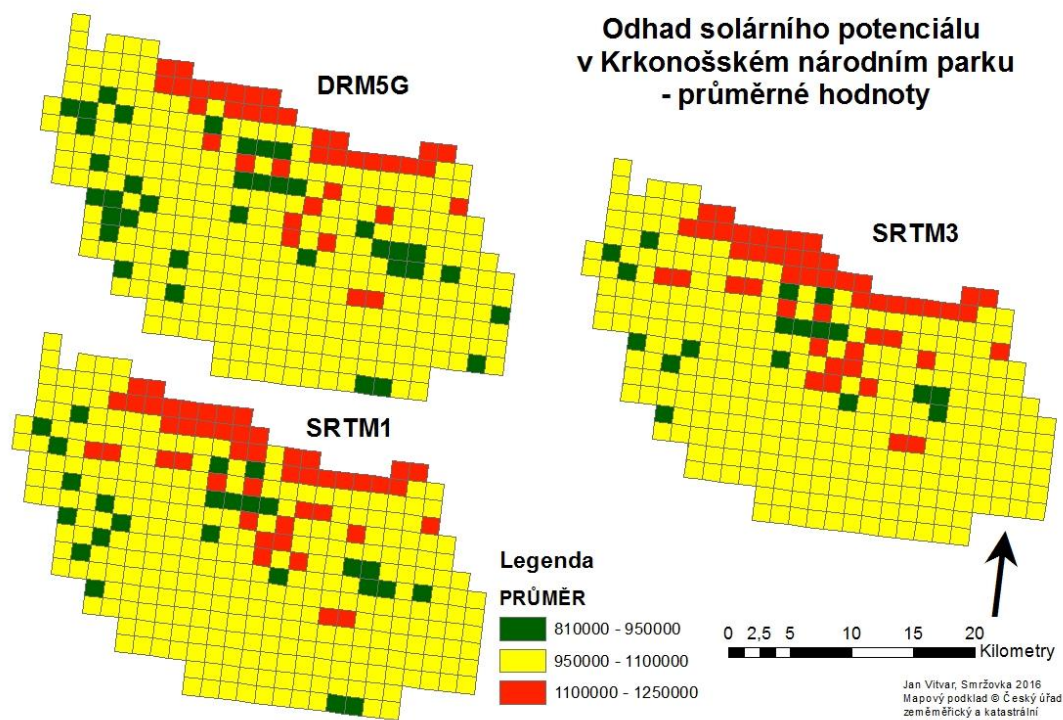 Odhad solárního potenciálu
v Krkonošském národním parku
- průměrné hodnoty
DRM5G
SRTM3
SRTM1
Legenda
PRŮMĚR
810000 - 950000
950000 - 1100000
1100000 - 1250000
0 2,5 5 10 15 20
Kilometry
Jan Vitvar, Smržovka 2016
Mapový podklad © Český úřad
zeměměřický a katastrální